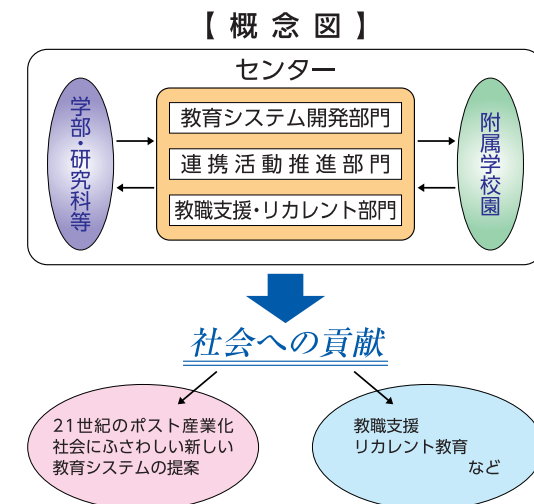 【概念図】
センター
学部・研究科等
教育システム開発部門
連携活動推進部門
教職支援・リカレント部門
附属学校園
社会への貢献
21世紀のポスト産業化
社会にふさわしい新しい
教育システムの提案
教職支援
リカレント教育
など